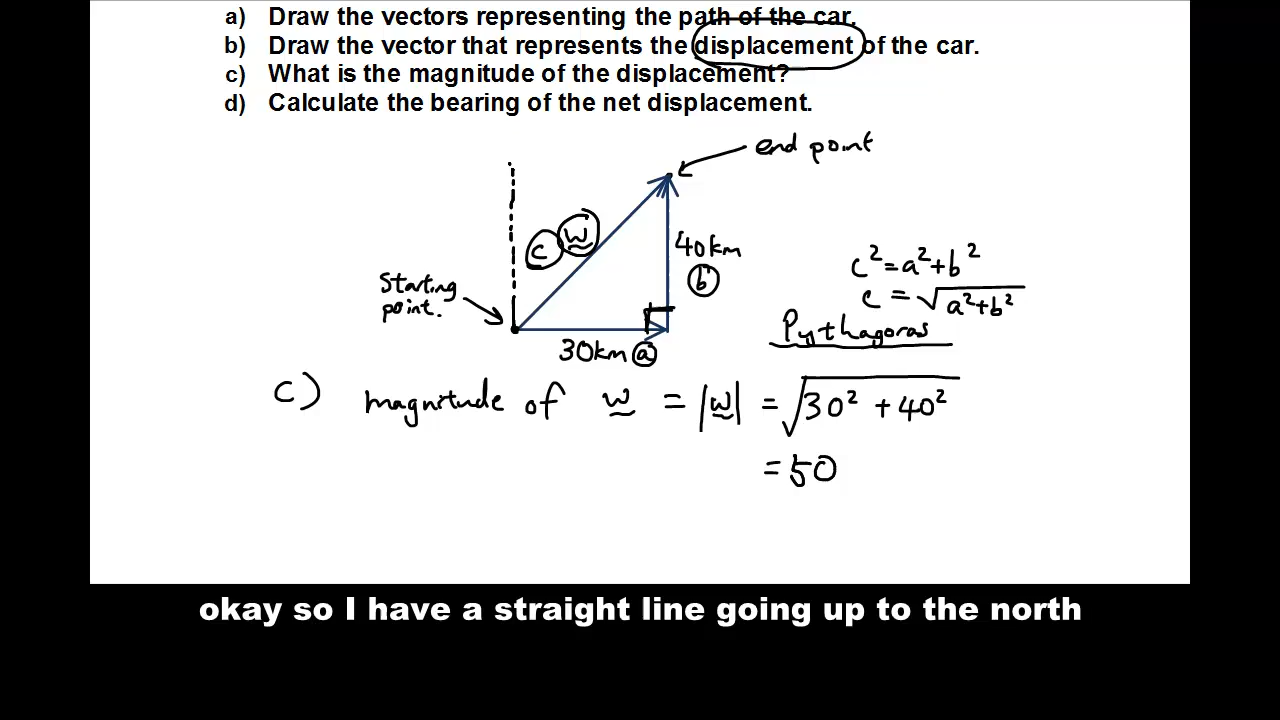 a) Draw the vectors representing the path of the car.
b) Draw the vector that represents the displacement of the car.
c) What is the magnitude of the displacement?
d) Calculate the bearing of the net displacement.
end point
c w
40km
b
Starting
point.
c² = a² + b²
c = √a² + b²
30km a
Pythagoras
c) magnitude of w = |w| = √30² + 40²
= 50
okay so I have a straight line going up to the north